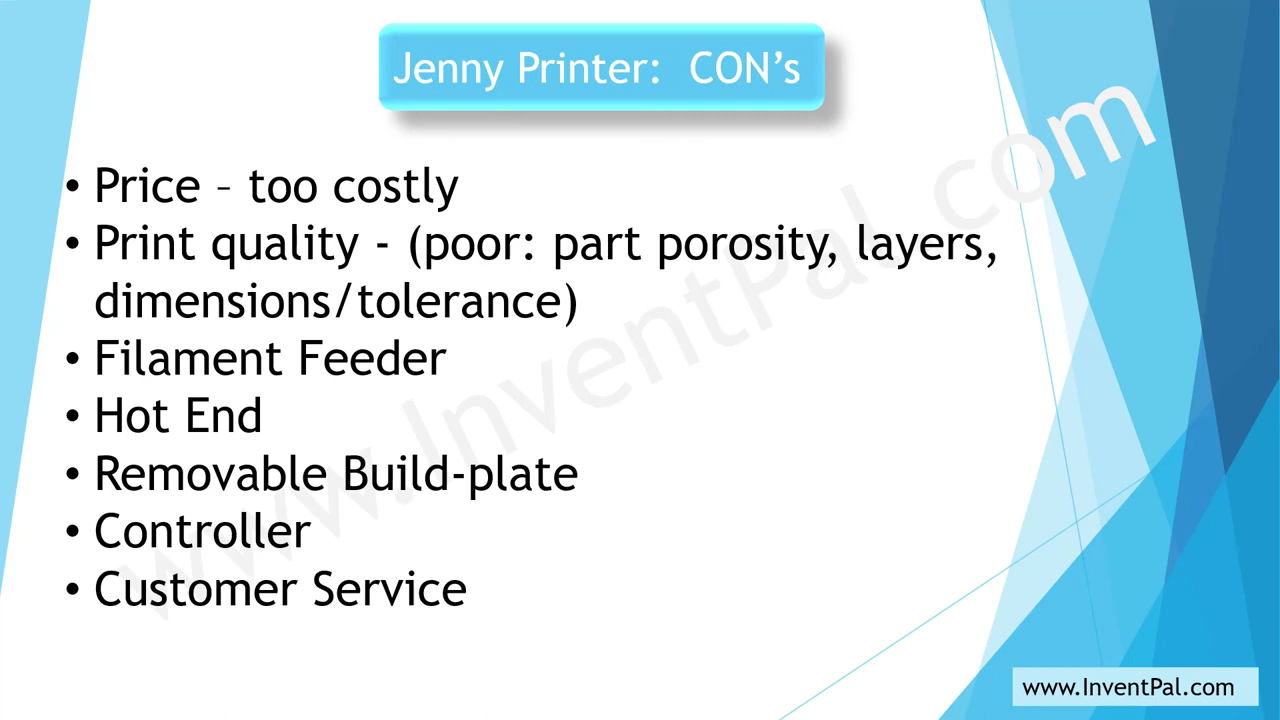 Jenny Printer: CON’s
• Price – too costly
• Print quality - (poor: part porosity, layers,
dimensions/tolerance)
• Filament Feeder
• Hot End
• Removable Build-plate
• Controller
• Customer Service
www.InventPal.com
www.InventPal.com